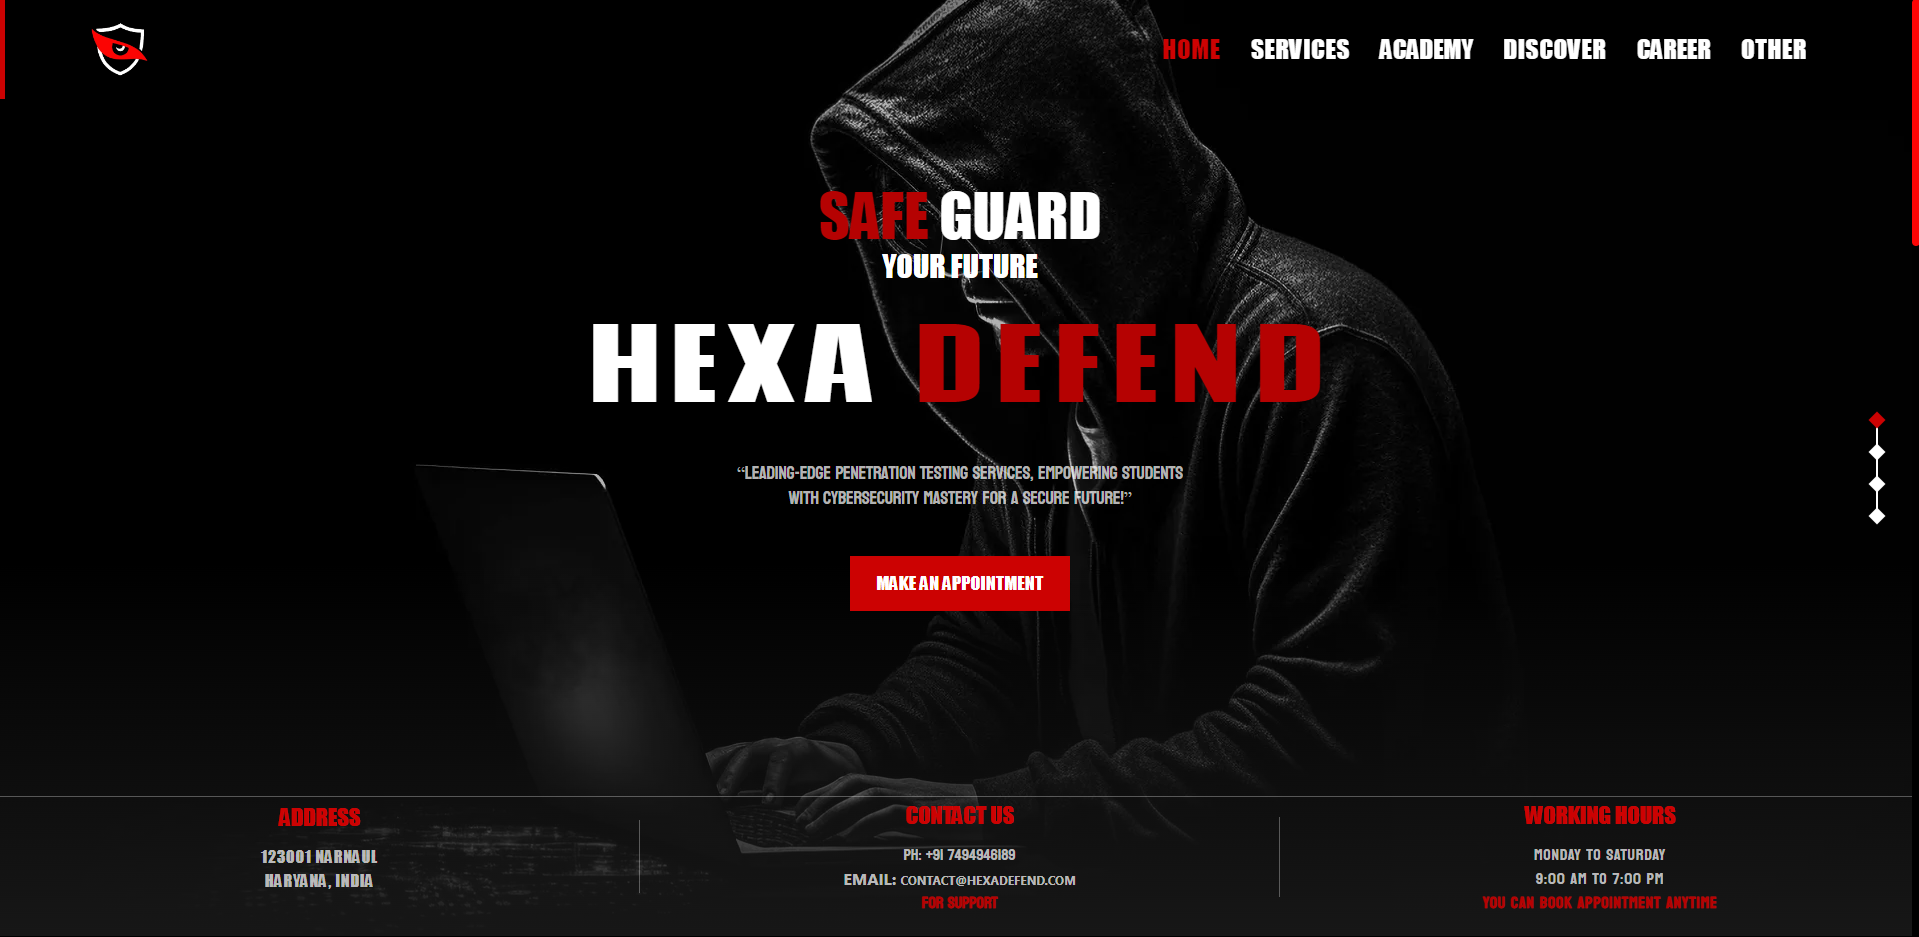 HOME SERVICES ACADEMY DISCOVER CAREER OTHER
SAFE GUARD
YOUR FUTURE
HEXA DEFEND
“LEADING-EDGE PENETRATION TESTING SERVICES, EMPOWERING STUDENTS
WITH CYBERSECURITY MASTERY FOR A SECURE FUTURE!”
MAKE AN APPOINTMENT
ADDRESS
123001 NARNAUL
HARYANA, INDIA
CONTACT US
PH: +91 7494946189
EMAIL: CONTACT@HEXADEFEND.COM
FOR SUPPORT
WORKING HOURS
MONDAY TO SATURDAY
9:00 AM TO 7:00 PM
YOU CAN BOOK APPOINTMENT ANYTIME